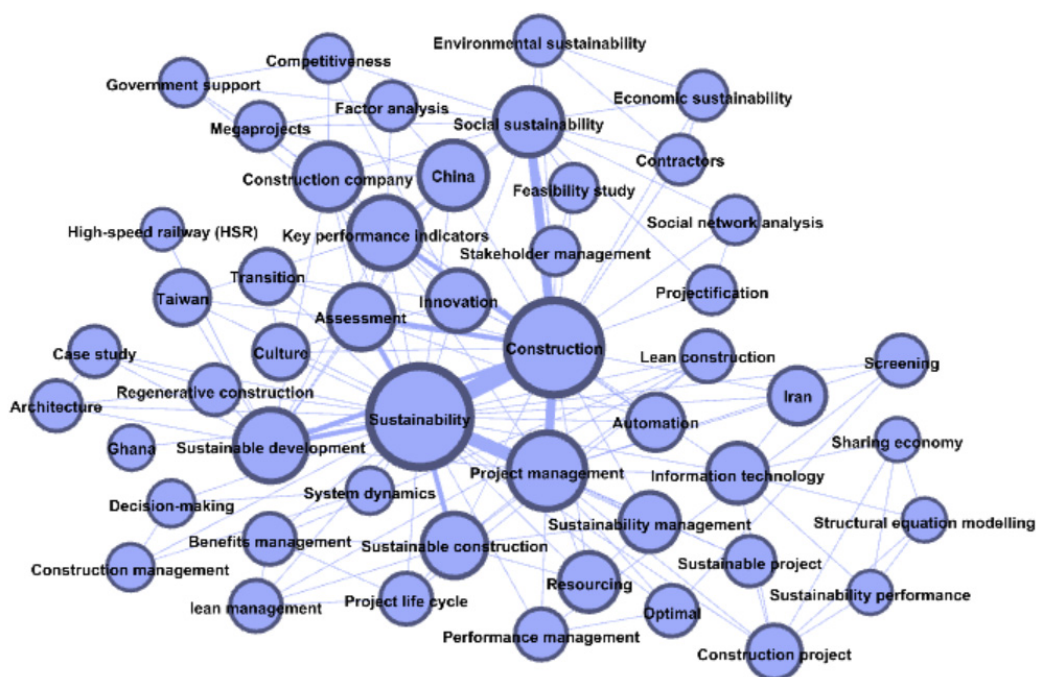 Environmental sustainability
Competitiveness
Government support
Economic sustainability
Factor analysis
Social sustainability
Megaprojects
Contractors
China
Construction company
Feasibility study
Social network analysis
High-speed railway (HSR)
Key performance indicators
Stakeholder management
Transition
Projectification
Taiwan
Innovation
Assessment
Construction
Case study
Culture
Lean construction
Screening
Regenerative construction
Iran
Architecture
Sustainability
Automation
Sharing economy
Ghana
Sustainable development
Project management
Information technology
System dynamics
Decision-making
Sustainability management
Structural equation modelling
Benefits management
Sustainable construction
Sustainable project
Construction management
Resourcing
Sustainability performance
lean management
Project life cycle
Optimal
Performance management
Construction project